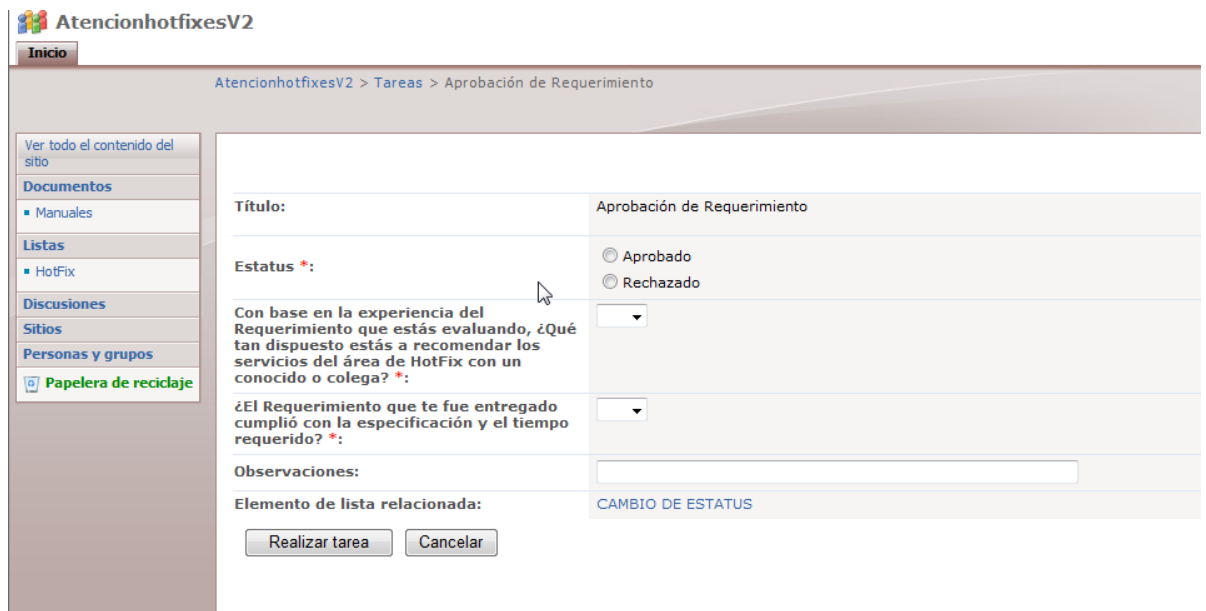 AtencionhotfixesV2
Inicio
AtencionhotfixesV2 > Tareas > Aprobación de Requerimiento
Ver todo el contenido del
sitio
Documentos
Manuales
Listas
HotFix
Discusiones
Sitios
Personas y grupos
Papelera de reciclaje
Título:
Aprobación de Requerimiento
Estatus *:
Aprobado
Rechazado
Con base en la experiencia del
Requerimiento que estás evaluando, ¿Qué
tan dispuesto estás a recomendar los
servicios del área de HotFix con un
conocido o colega? *:
¿El Requerimiento que te fue entregado
cumplió con la especificación y el tiempo
requerido? *:
Observaciones:
Elemento de lista relacionada:
CAMBIO DE ESTATUS
Realizar tarea
Cancelar